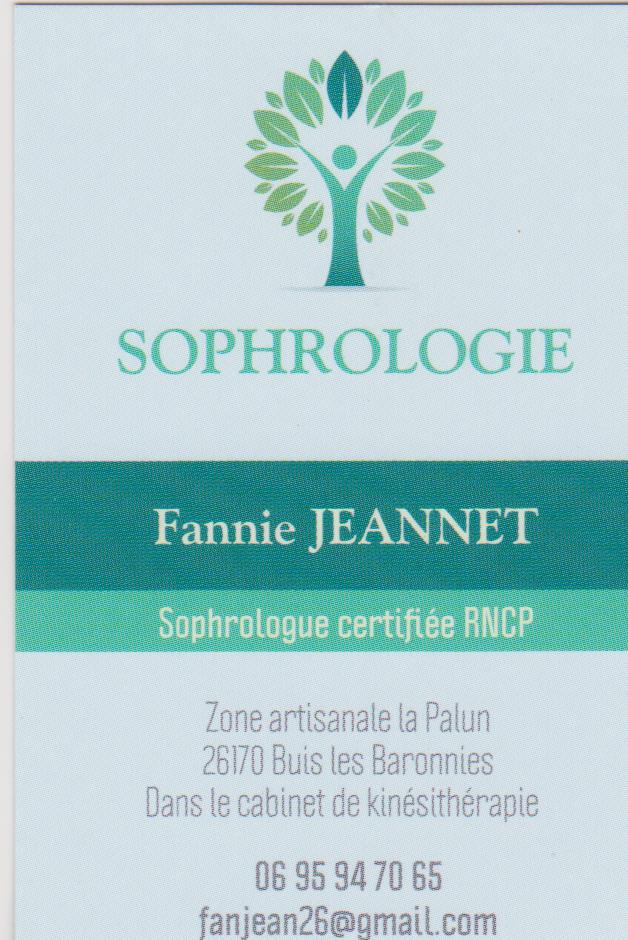 SOPHROLOGIE
Fannie JEANNET
Sophrologue certifiée RNCP
Zone artisanale la Palun
26170 Buis les Baronnies
Dans le cabinet de kinésithérapie
06 95 94 70 65
fanjean26@gmail.com